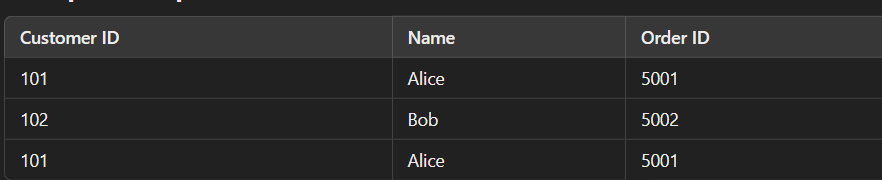 Customer ID Name Order ID
101 Alice 5001
102 Bob 5002
101 Alice 5001